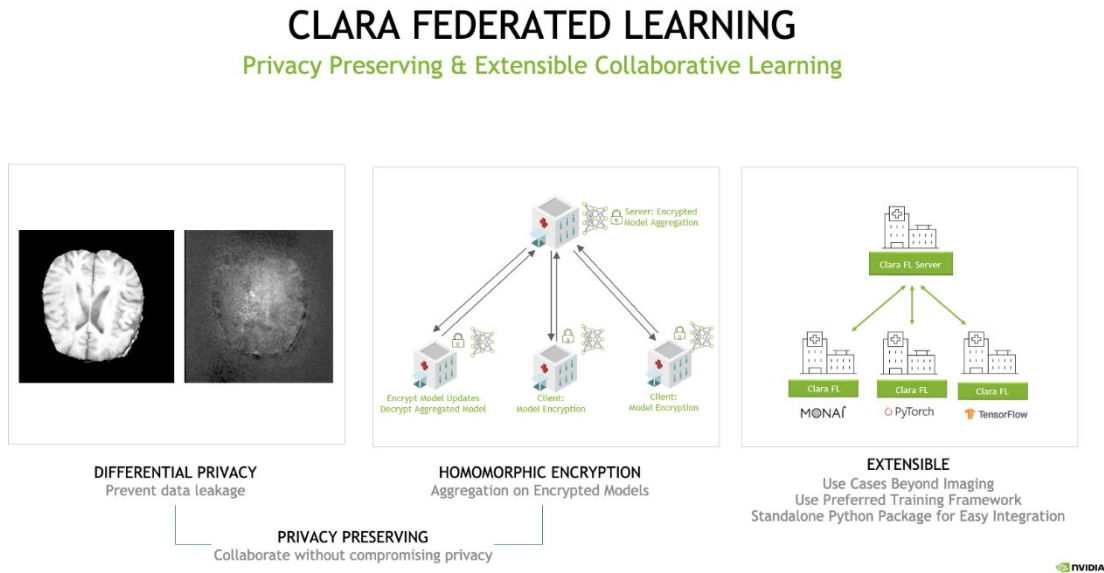 CLARA FEDERATED LEARNING
Privacy Preserving & Extensible Collaborative Learning
Server: Encrypted
Model Aggregation
Encrypt Model Updates
Decrypt Aggregated Model
Client:
Model Encryption
Client:
Model Encryption
Clara FL Server
Clara FL
Clara FL
Clara FL
MONAI
PyTorch
TensorFlow
DIFFERENTIAL PRIVACY
Prevent data leakage
HOMOMORPHIC ENCRYPTION
Aggregation on Encrypted Models
PRIVACY PRESERVING
Collaborate without compromising privacy
EXTENSIBLE
Use Cases Beyond Imaging
Use Preferred Training Framework
Standalone Python Package for Easy Integration
NVIDIA